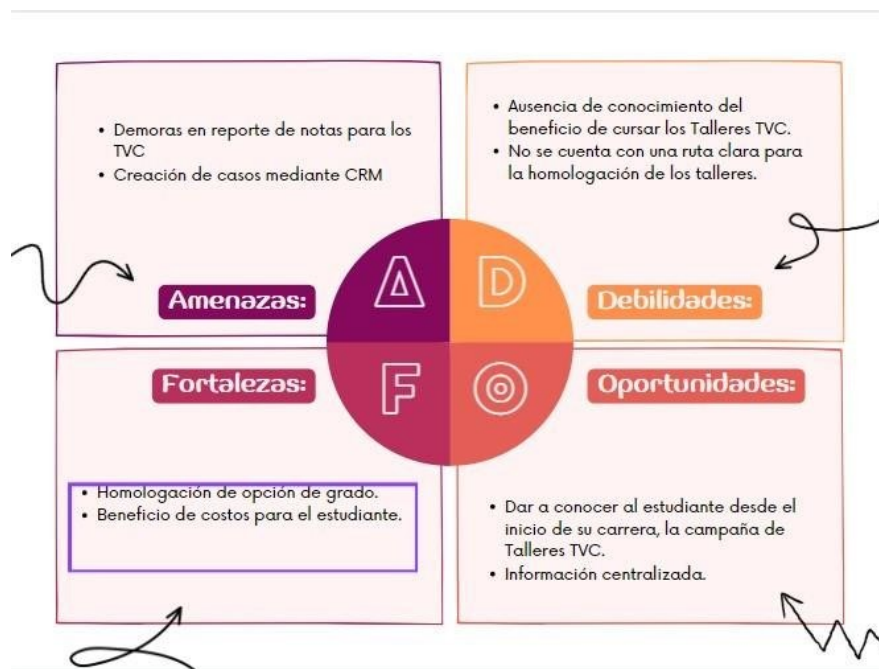 • Demoras en reporte de notas para los
TVC
• Creación de casos mediante CRM
Amenazas:
• Ausencia de conocimiento del
beneficio de cursar los Talleres TVC.
• No se cuenta con una ruta clara para
la homologación de los talleres.
Debilidades:
A
D
F
O
Fortalezas:
• Homologación de opción de grado.
• Beneficio de costos para el estudiante.
Oportunidades:
• Dar a conocer al estudiante desde el
inicio de su carrera, la campaña de
Talleres TVC.
• Información centralizada.